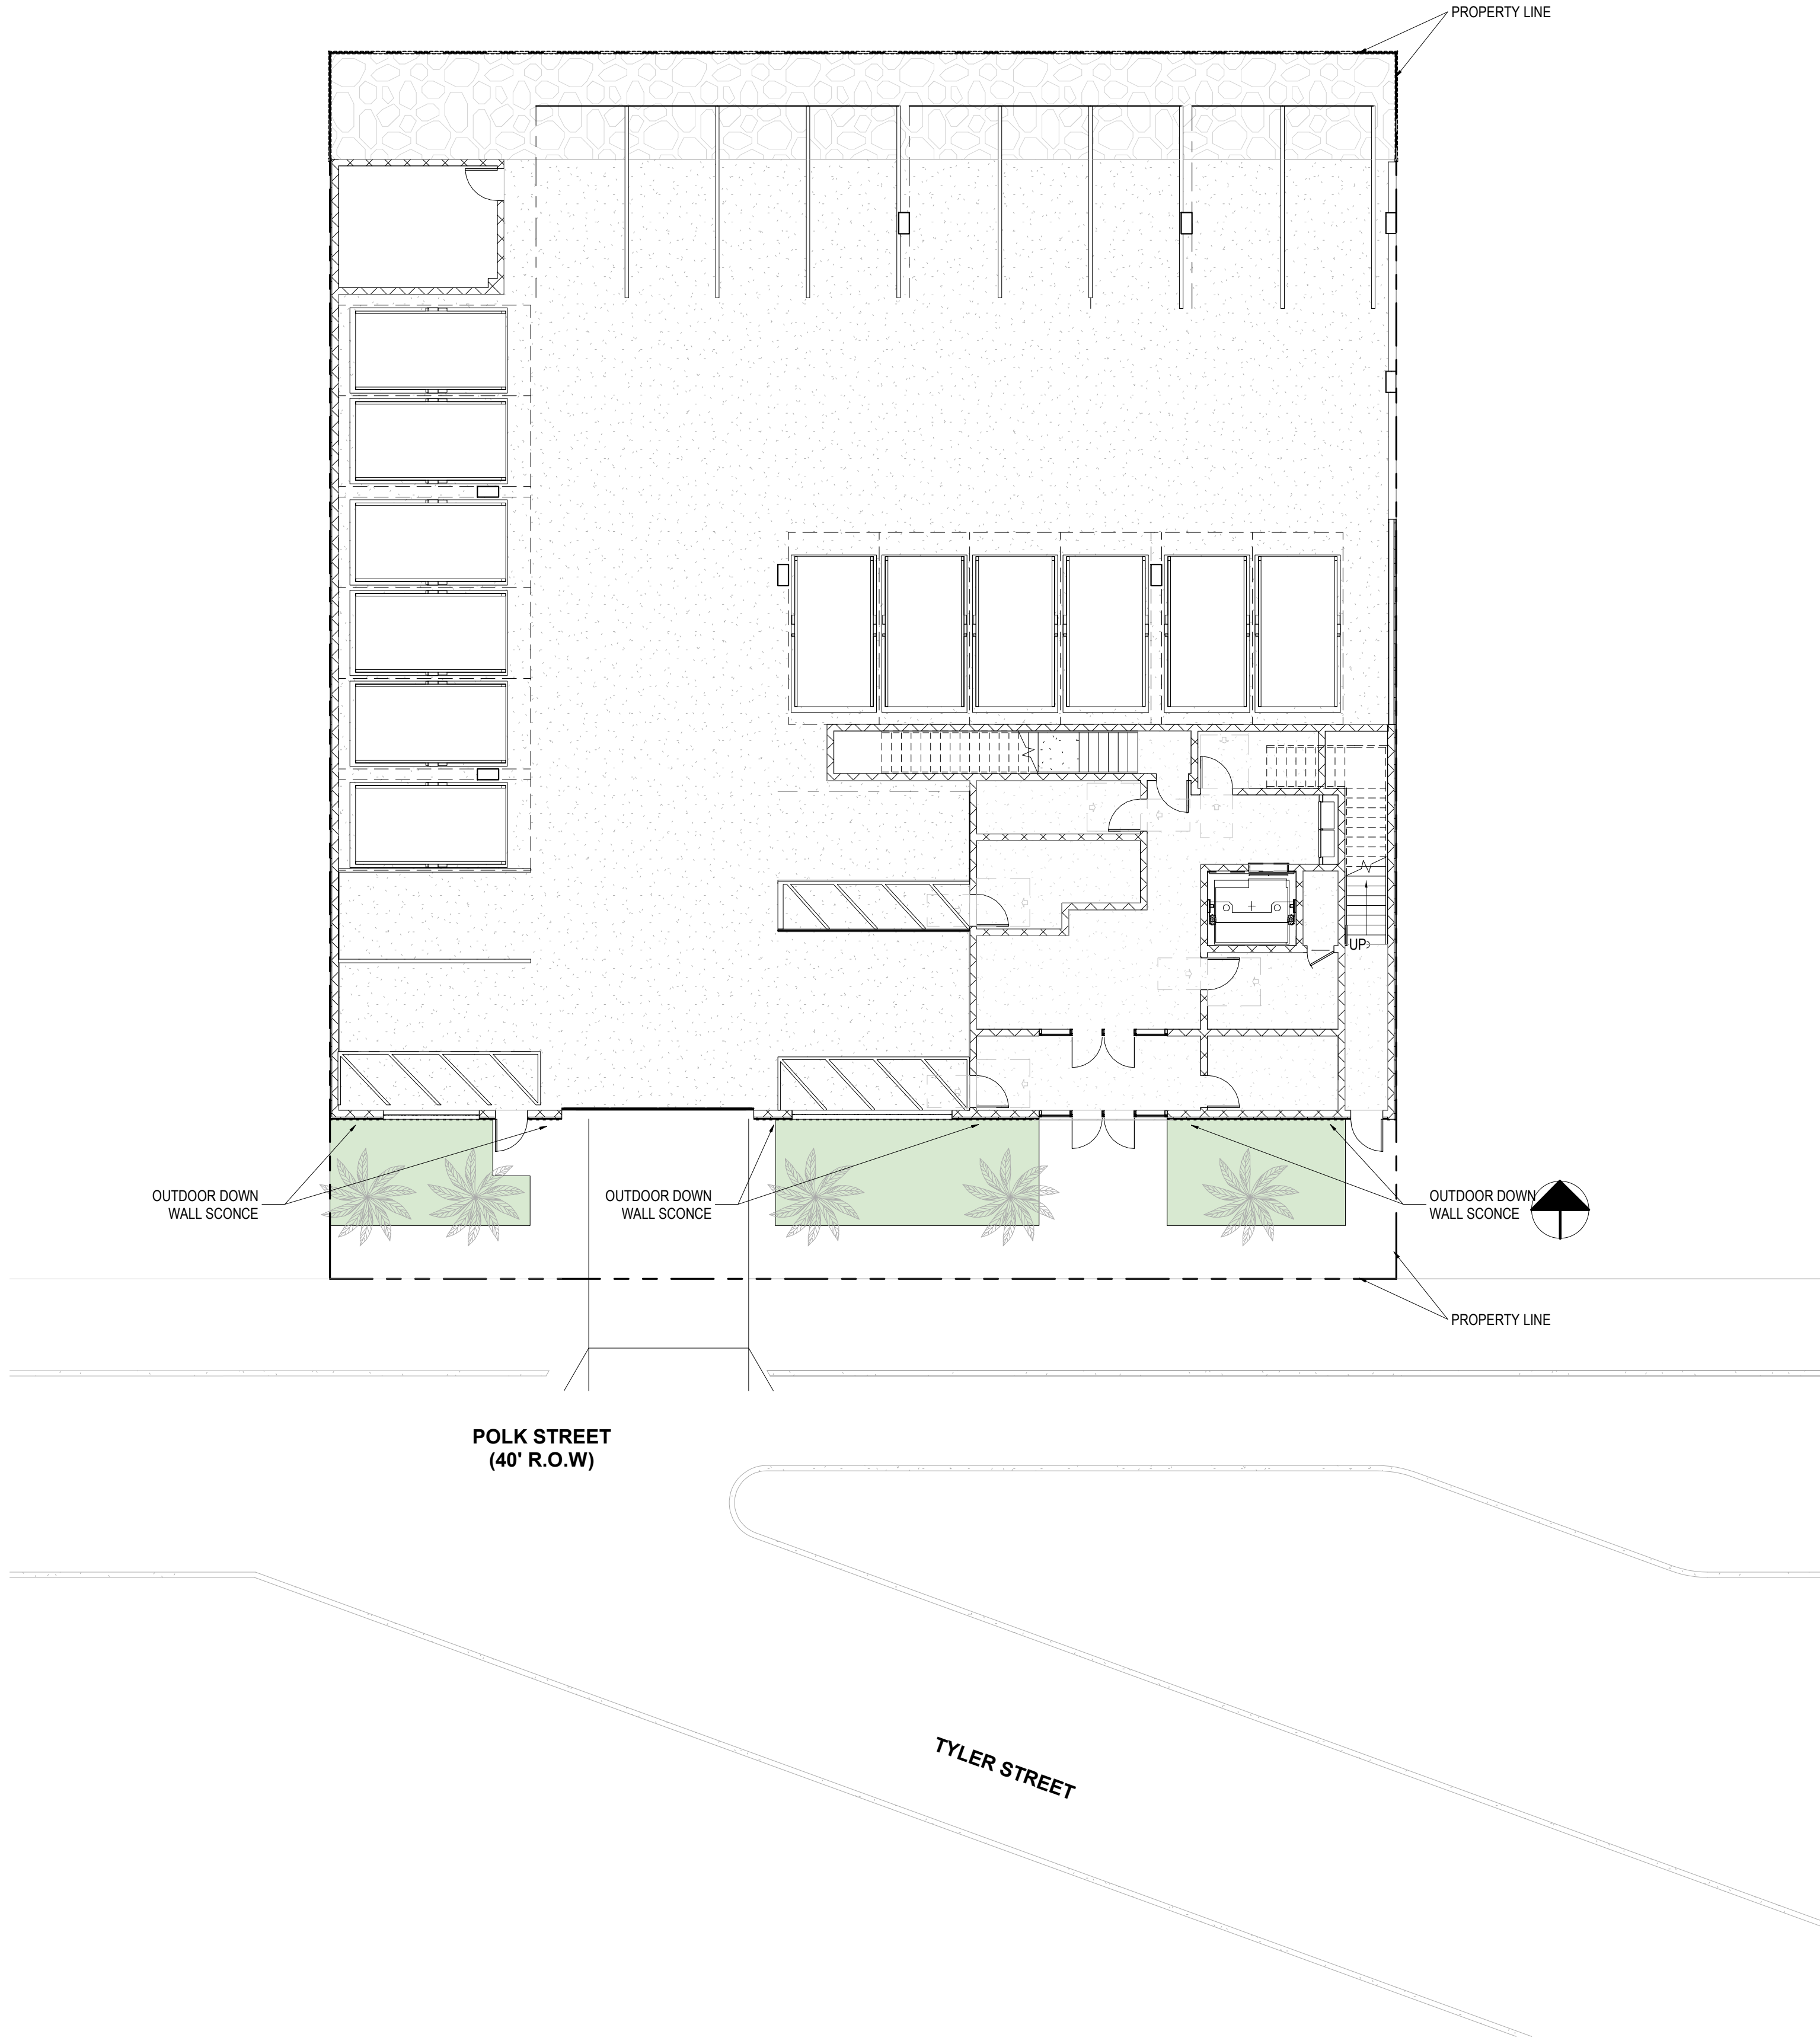 PROPERTY LINE
UP
OUTDOOR DOWN
WALL SCONCE
OUTDOOR DOWN
WALL SCONCE
OUTDOOR DOWN
WALL SCONCE
PROPERTY LINE
POLK STREET
(40' R.O.W)
TYLER STREET